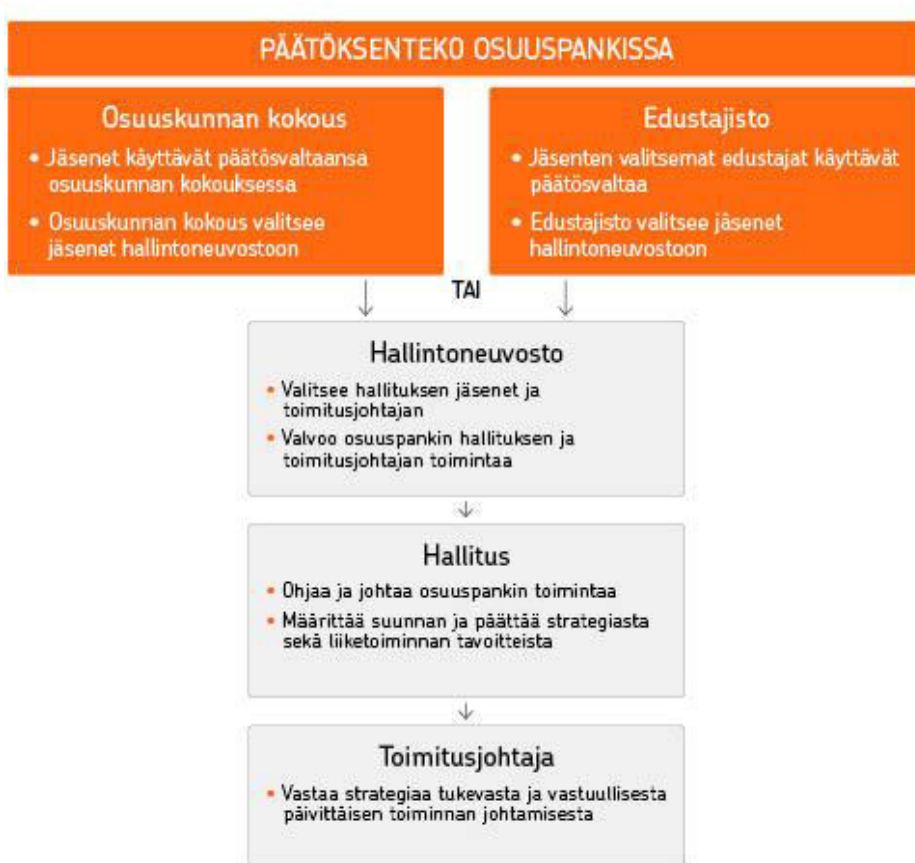 PÄÄTÖKSENTEKO OSUUSPANKISSA
Osuuskunnan kokous
• Jäsenet käyttävät päätösvaltaansa
osuuskunnan kokouksessa
• Osuuskunnan kokous valitsee
jäsenet hallintoneuvostoon
Edustajisto
• Jäsenten valitsemat edustajat käyttävät
päätösvaltaa
• Edustajisto valitsee jäsenet
hallintoneuvostoon
TAI
Hallintoneuvosto
• Valitsee hallituksen jäsenet ja
toimitusjohtajan
• Valvoo osuuspankin hallituksen ja
toimitusjohtajan toimintaa
Hallitus
• Ohjaa ja johtaa osuuspankin toimintaa
• Määrittää suunnan ja päättää strategiasta
sekä liiketoiminnan tavoitteista
Toimitusjohtaja
• Vastaa strategiaa tukevasta ja vastuullisesta
päivittäisen toiminnan johtamisesta